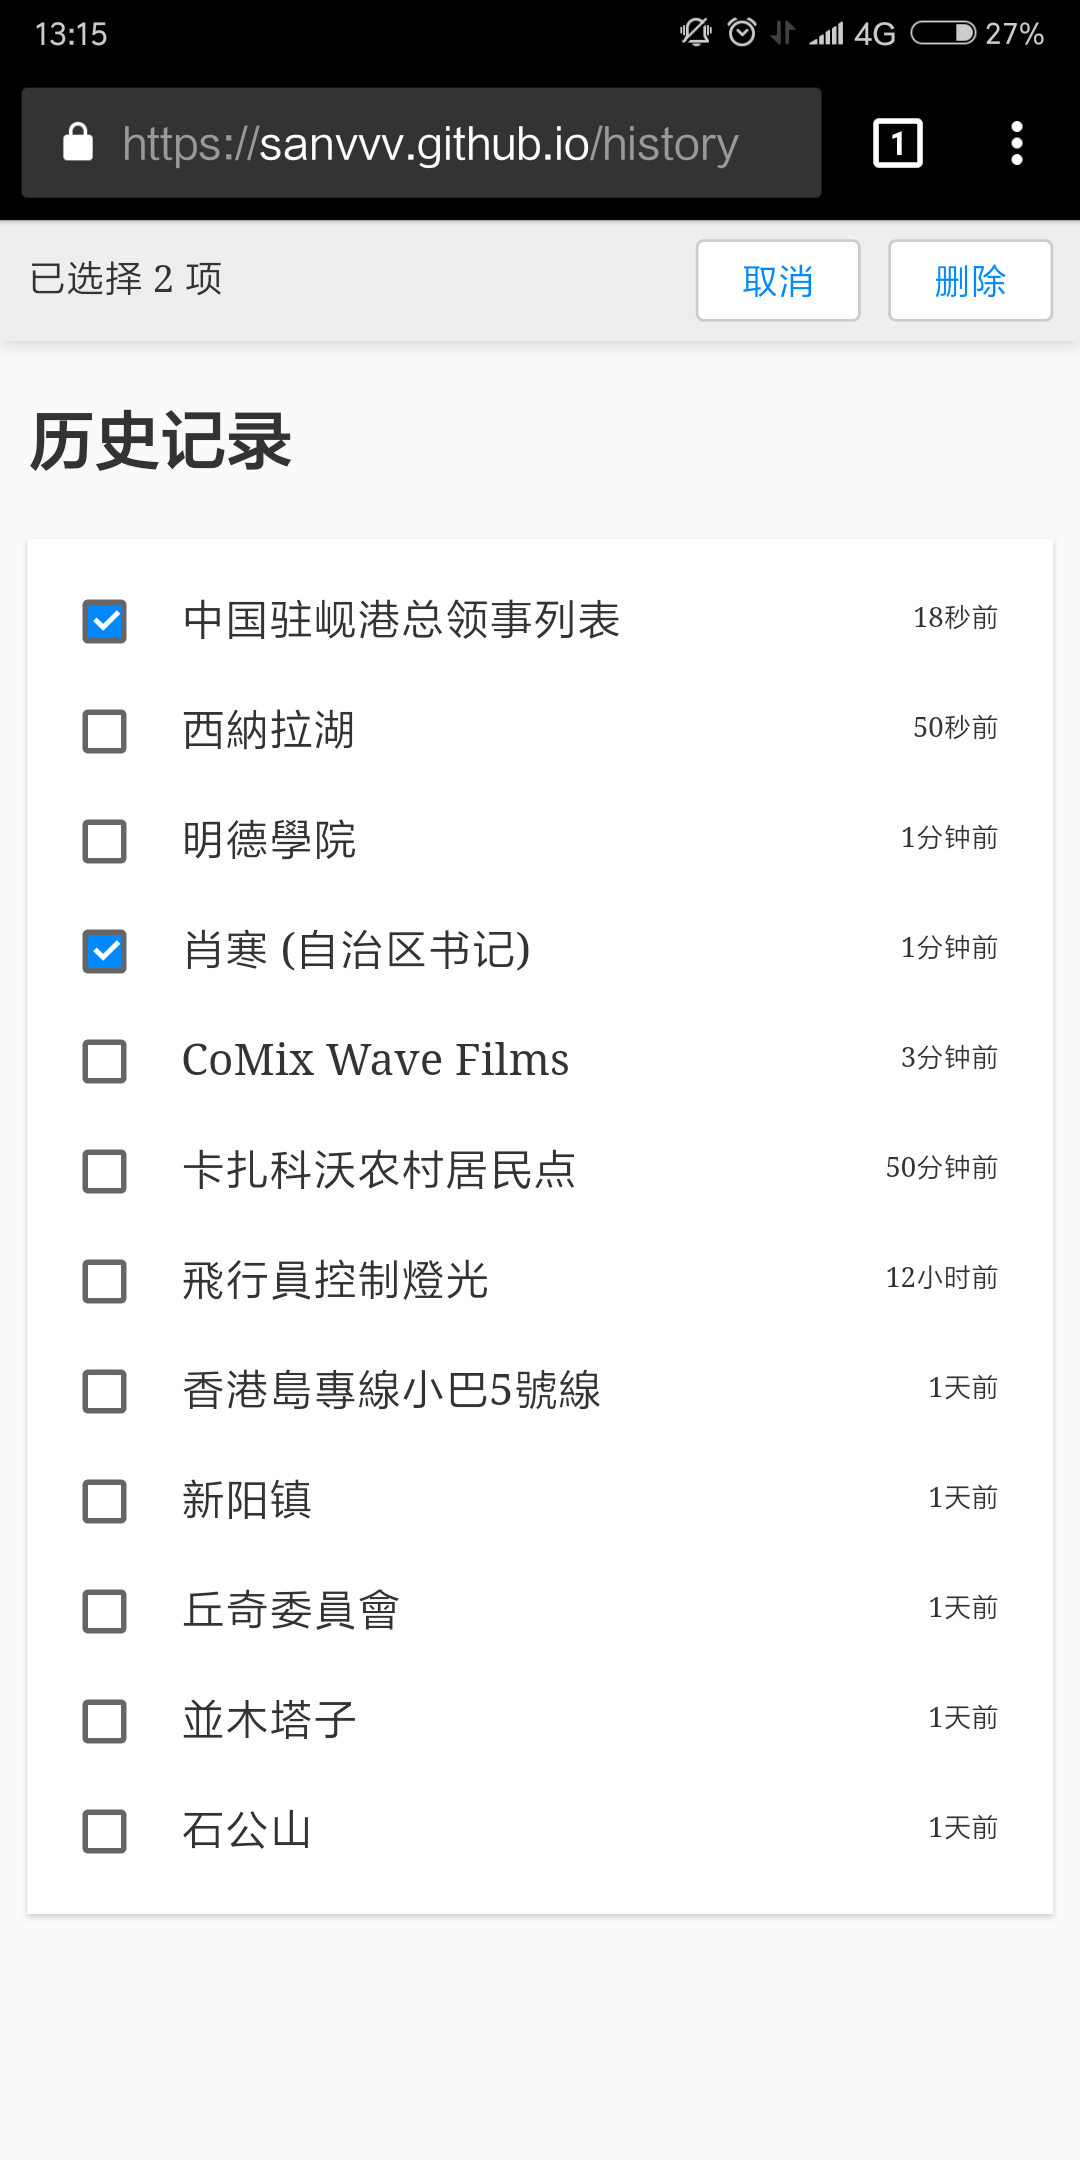 13:15 4G 27%
https://sanvvv.github.io/history 1
已选择 2 项 取消 删除
历史记录
中国驻岘港总领事列表 18秒前
西納拉湖 50秒前
明德學院 1分钟前
肖寒 (自治区书记) 1分钟前
CoMix Wave Films 3分钟前
卡扎科沃农村居民点 50分钟前
飛行員控制燈光 12小时前
香港島專線小巴5號線 1天前
新阳镇 1天前
丘奇委員會 1天前
並木塔子 1天前
石公山 1天前